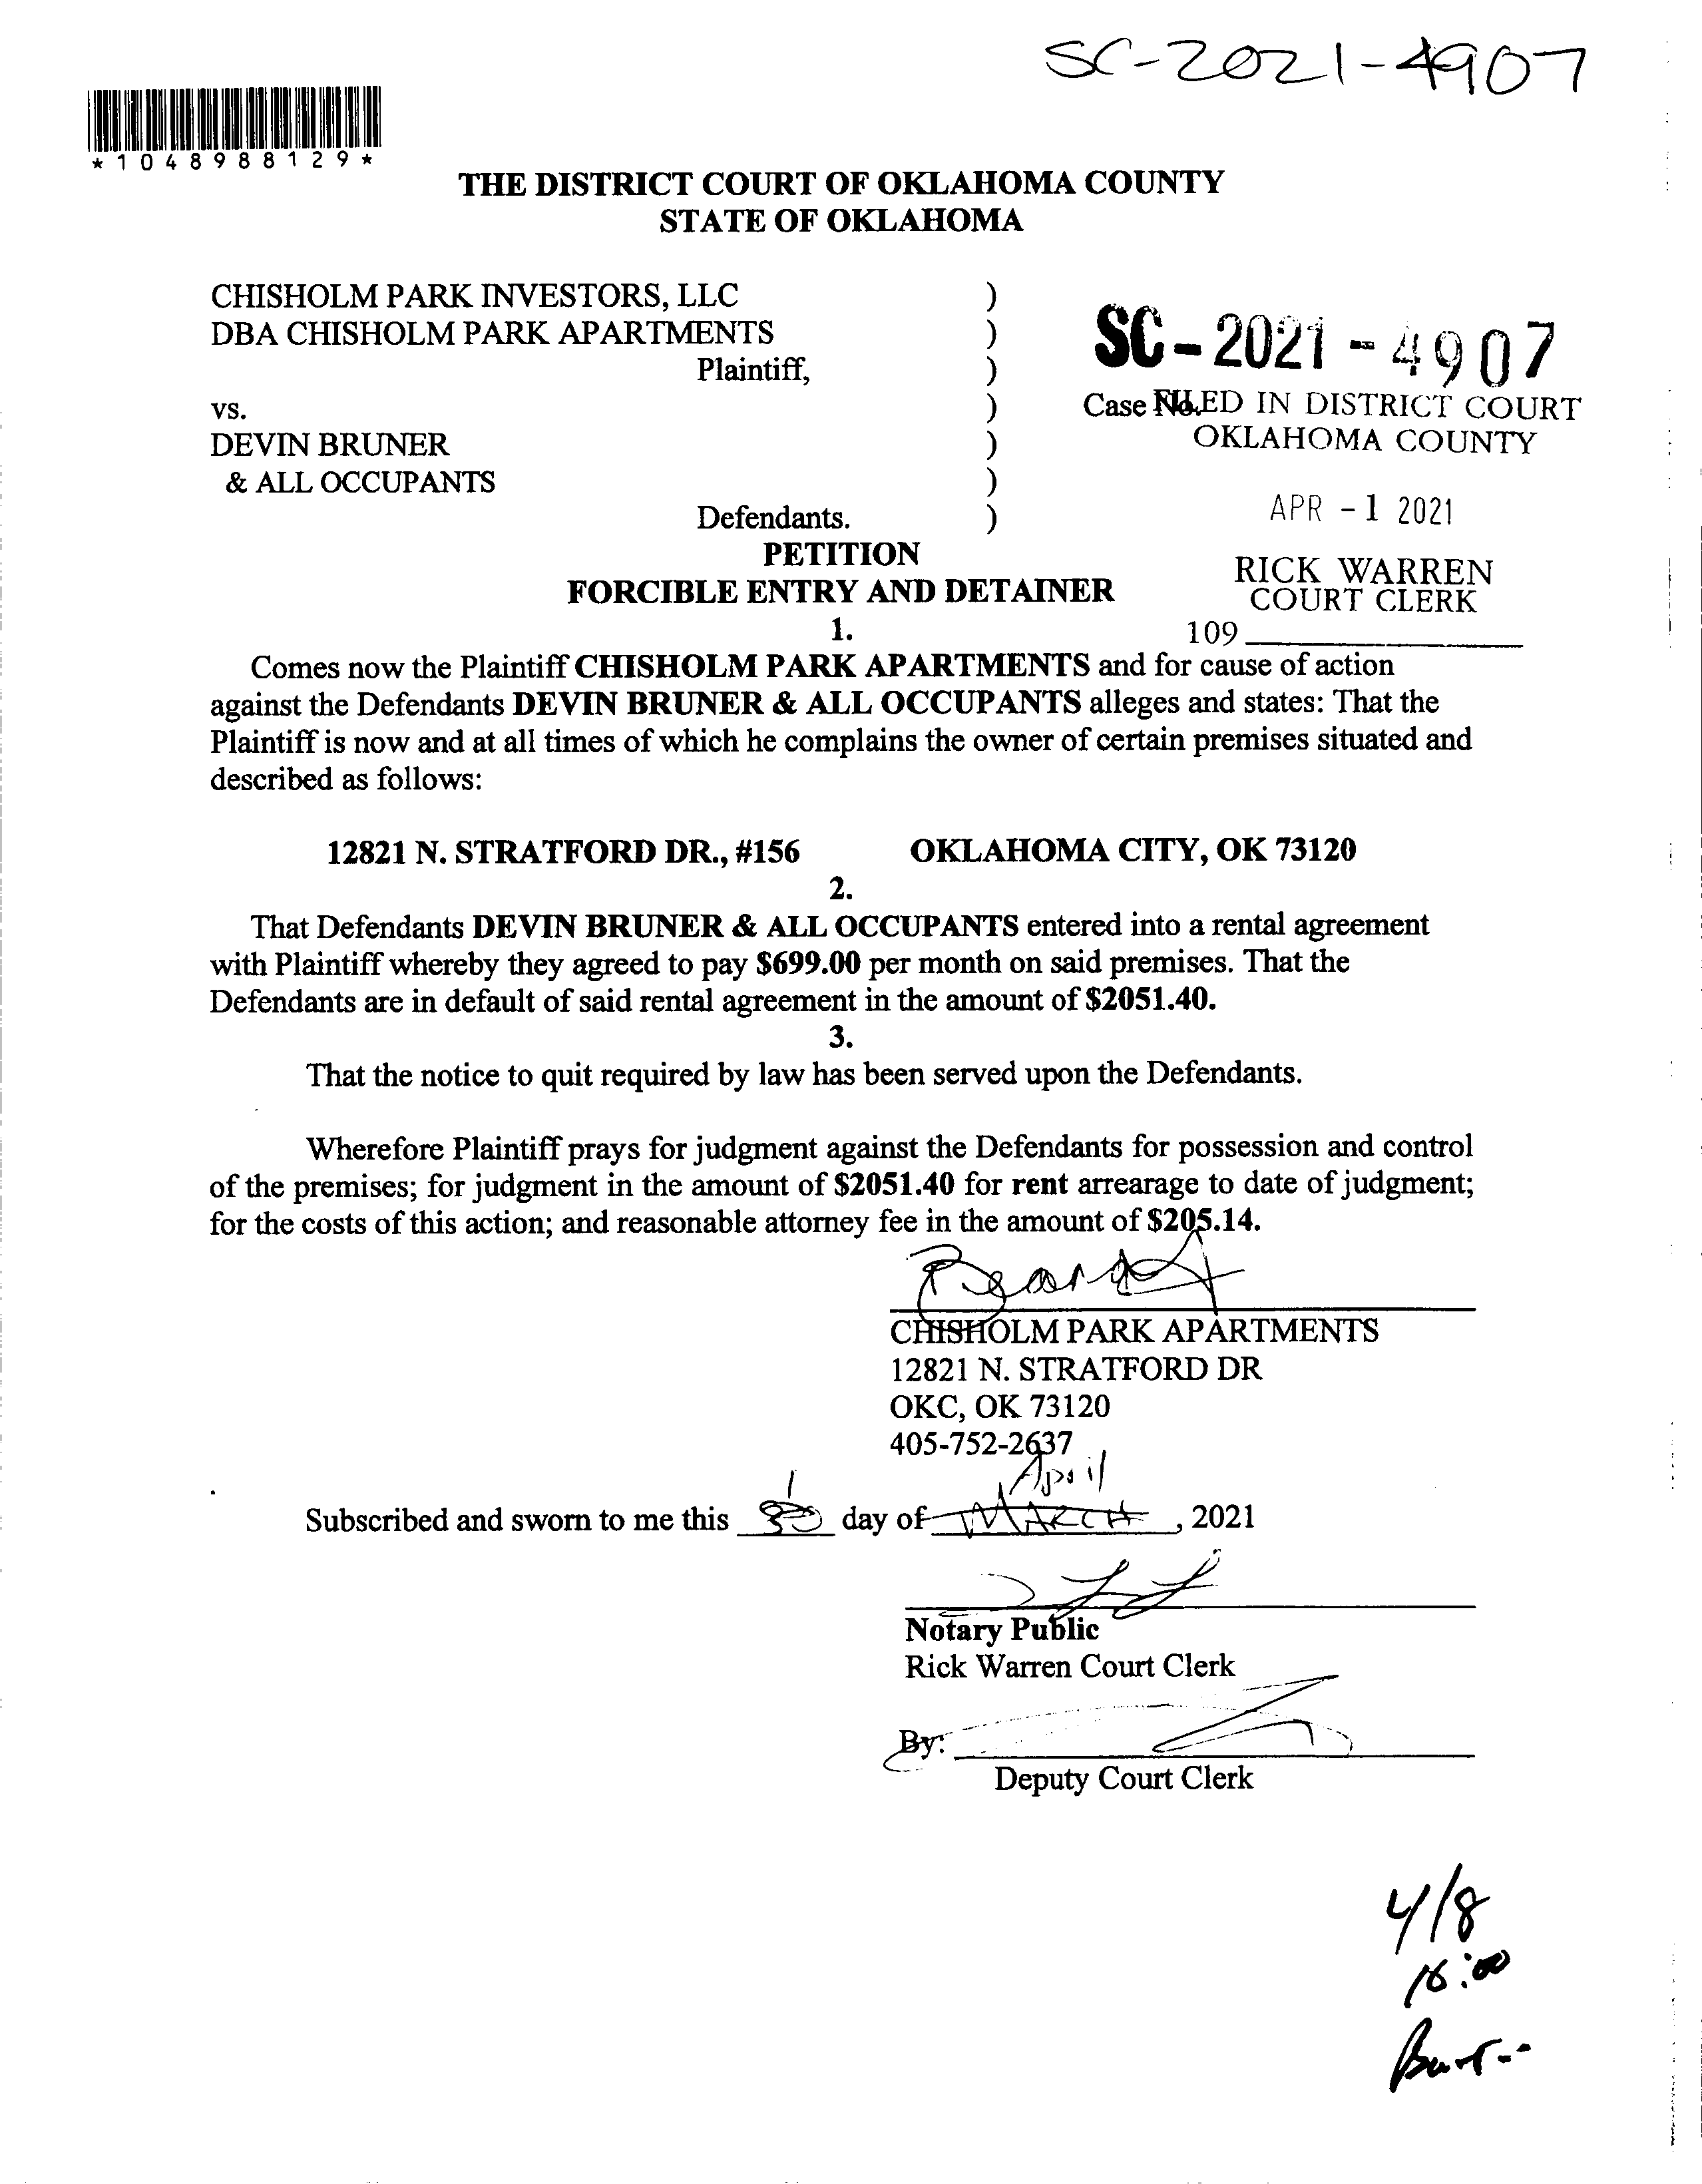 SC-2021-4907
*1048988129*
THE DISTRICT COURT OF OKLAHOMA COUNTY
STATE OF OKLAHOMA
CHISHOLM PARK INVESTORS, LLC )
DBA CHISHOLM PARK APARTMENTS )
Plaintiff, )
SC-2021-4907
vs. )
Case No.
FILED IN DISTRICT COURT
DEVIN BRUNER )
OKLAHOMA COUNTY
& ALL OCCUPANTS )
Defendants. )
APR -1 2021
PETITION
FORCIBLE ENTRY AND DETAINER
RICK WARREN
COURT CLERK
1.
109
Comes now the Plaintiff CHISHOLM PARK APARTMENTS and for cause of action
against the Defendants DEVIN BRUNER & ALL OCCUPANTS alleges and states: That the
Plaintiff is now and at all times of which he complains the owner of certain premises situated and
described as follows:
12821 N. STRATFORD DR., #156 OKLAHOMA CITY, OK 73120
2.
That Defendants DEVIN BRUNER & ALL OCCUPANTS entered into a rental agreement
with Plaintiff whereby they agreed to pay $699.00 per month on said premises. That the
Defendants are in default of said rental agreement in the amount of $2051.40.
3.
That the notice to quit required by law has been served upon the Defendants.
Wherefore Plaintiff prays for judgment against the Defendants for possession and control
of the premises; for judgment in the amount of $2051.40 for rent arrearage to date of judgment;
for the costs of this action; and reasonable attorney fee in the amount of $205.14.
CHISHOLM PARK APARTMENTS
12821 N. STRATFORD DR
OKC, OK 73120
405-752-2637
1 April
Subscribed and sworn to me this day of MARCH, 2021
Notary Public
Rick Warren Court Clerk
By:
Deputy Court Clerk
4/8